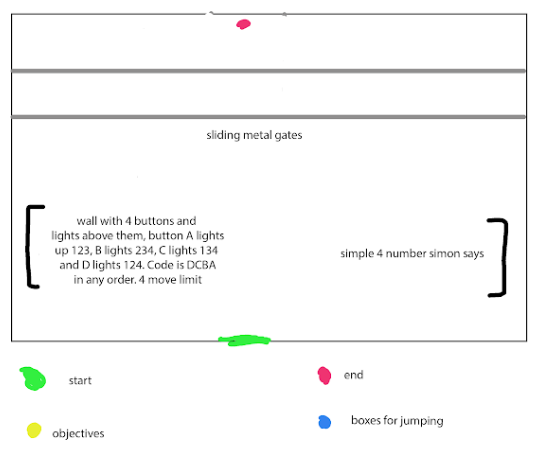 sliding metal gates
wall with 4 buttons and
lights above them, button A lights
up 123, B lights 234, C lights 134
and D lights 124. Code is DCBA
in any order. 4 move limit
simple 4 number simon says
start
end
objectives
boxes for jumping